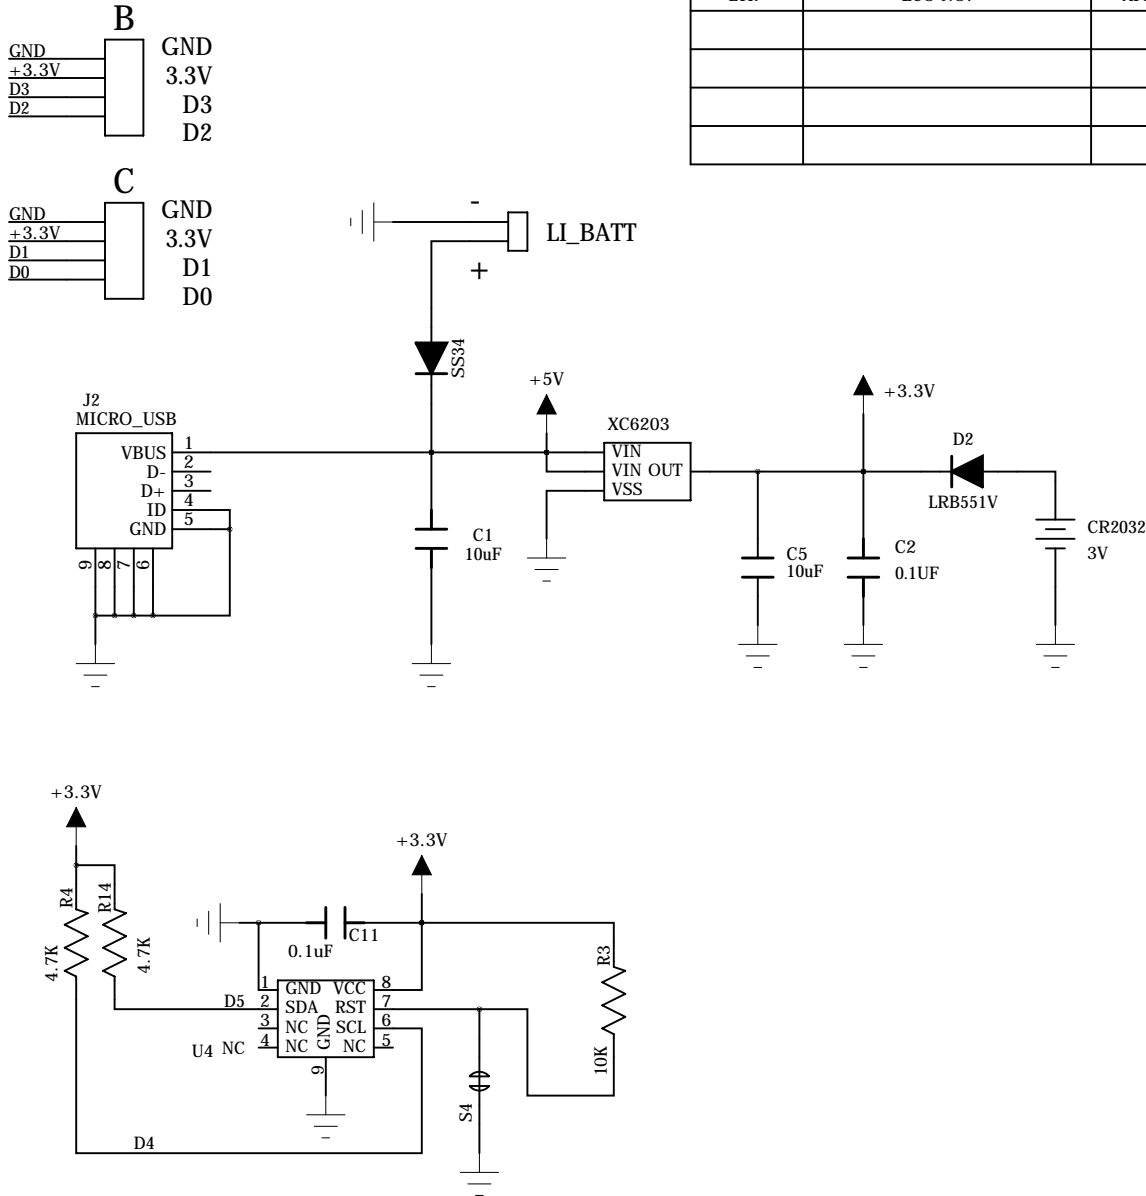 B
GND
+3.3V
D3
D2
GND
3.3V
D3
D2
C
GND
+3.3V
D1
D0
GND
3.3V
D1
D0
-
LI_BATT
+
SS34
+5V
+3.3V
J2
MICRO_USB
VBUS 1
D- 2
D+ 3
ID 4
GND 5
9 8 7 6
XC6203
VIN
VIN OUT
VSS
D2
LRB551V
C1
10uF
C5
10uF
C2
0.1UF
CR2032
3V
+3.3V
+3.3V
R4
4.7K
R14
4.7K
C11
0.1uF
R3
10K
1 GND VCC 8
D5 2 SDA RST 7
3 NC SCL 6
U4 NC 4 NC NC 5
GND
9
S4
D4